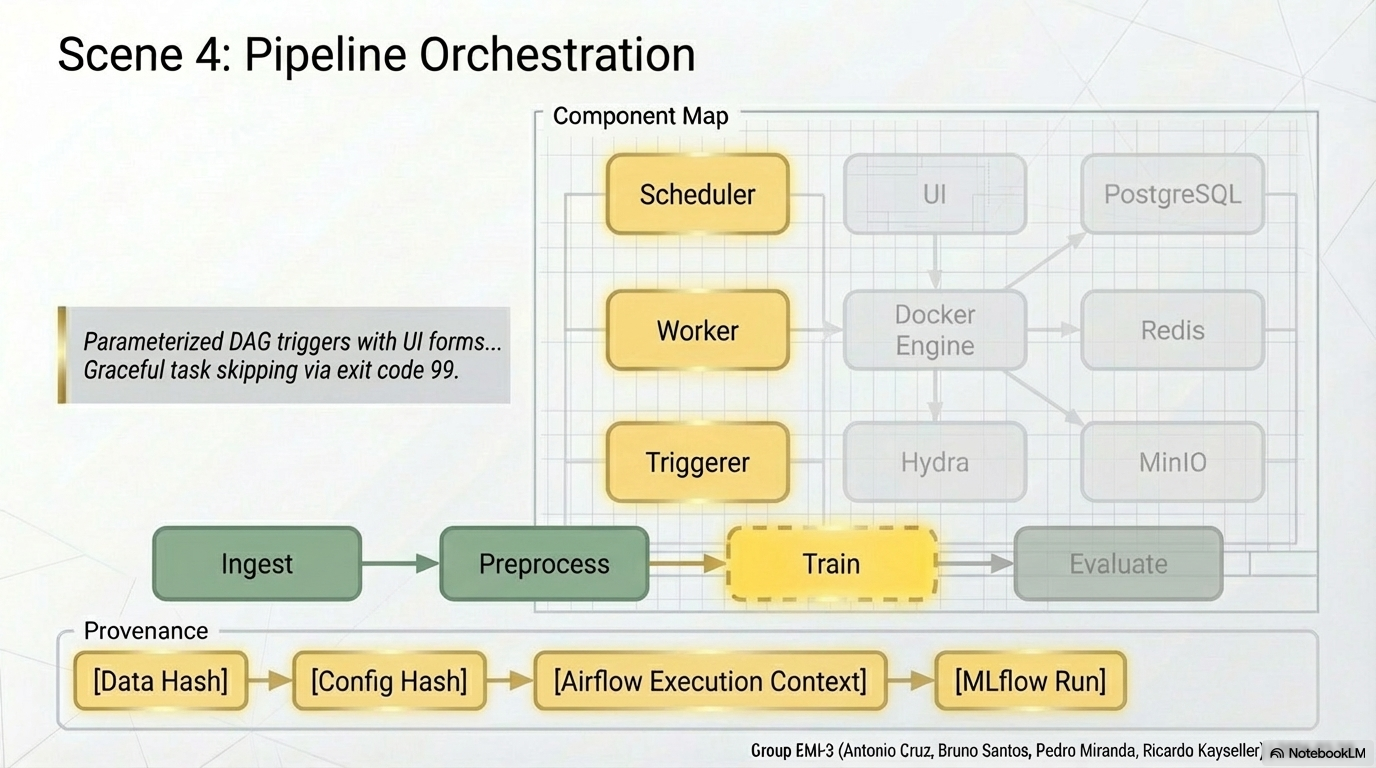 Scene 4: Pipeline Orchestration
Component Map
Scheduler
UI
PostgreSQL
Parameterized DAG triggers with UI forms...
Graceful task skipping via exit code 99.
Worker
Docker
Engine
Redis
Triggerer
Hydra
MinIO
Ingest
Preprocess
Train
Evaluate
Provenance
[Data Hash]
[Config Hash]
[Airflow Execution Context]
[MLflow Run]
Group EMI-3 (Antonio Cruz, Bruno Santos, Pedro Miranda, Ricardo Kayseller)
NotebookLM